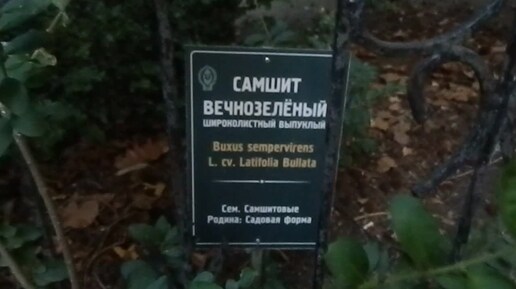 САМШИТ
ВЕЧНОЗЕЛЁНЫЙ
ШИРОКОЛИСТНЫЙ ВЫПУКЛЫЙ
Buxus sempervirens
L. cv. Latifolia Bullata
Сем. Самшитовые
Родина: Садовая форма